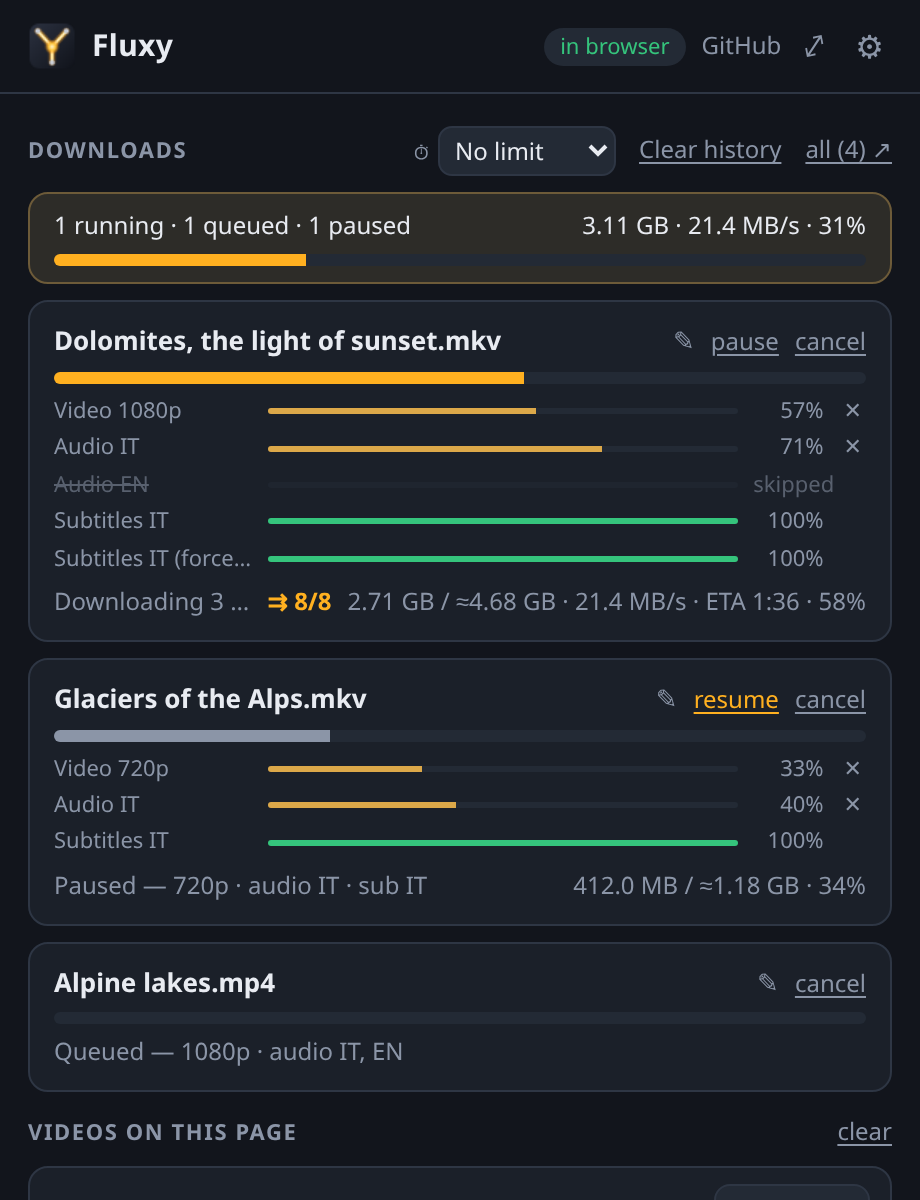 Fluxy
in browser GitHub ⤢ ⚙
DOWNLOADS ⏱ No limit Clear history all (4) ↗
1 running · 1 queued · 1 paused 3.11 GB · 21.4 MB/s · 31%
Dolomites, the light of sunset.mkv ✎ pause cancel
Video 1080p 57% ✕
Audio IT 71% ✕
Audio EN skipped
Subtitles IT 100%
Subtitles IT (force... 100%
Downloading 3 ... ⇉ 8/8 2.71 GB / ≈4.68 GB · 21.4 MB/s · ETA 1:36 · 58%
Glaciers of the Alps.mkv ✎ resume cancel
Video 720p 33% ✕
Audio IT 40% ✕
Subtitles IT 100%
Paused — 720p · audio IT · sub IT 412.0 MB / ≈1.18 GB · 34%
Alpine lakes.mp4 ✎ cancel
Queued — 1080p · audio IT, EN
VIDEOS ON THIS PAGE clear